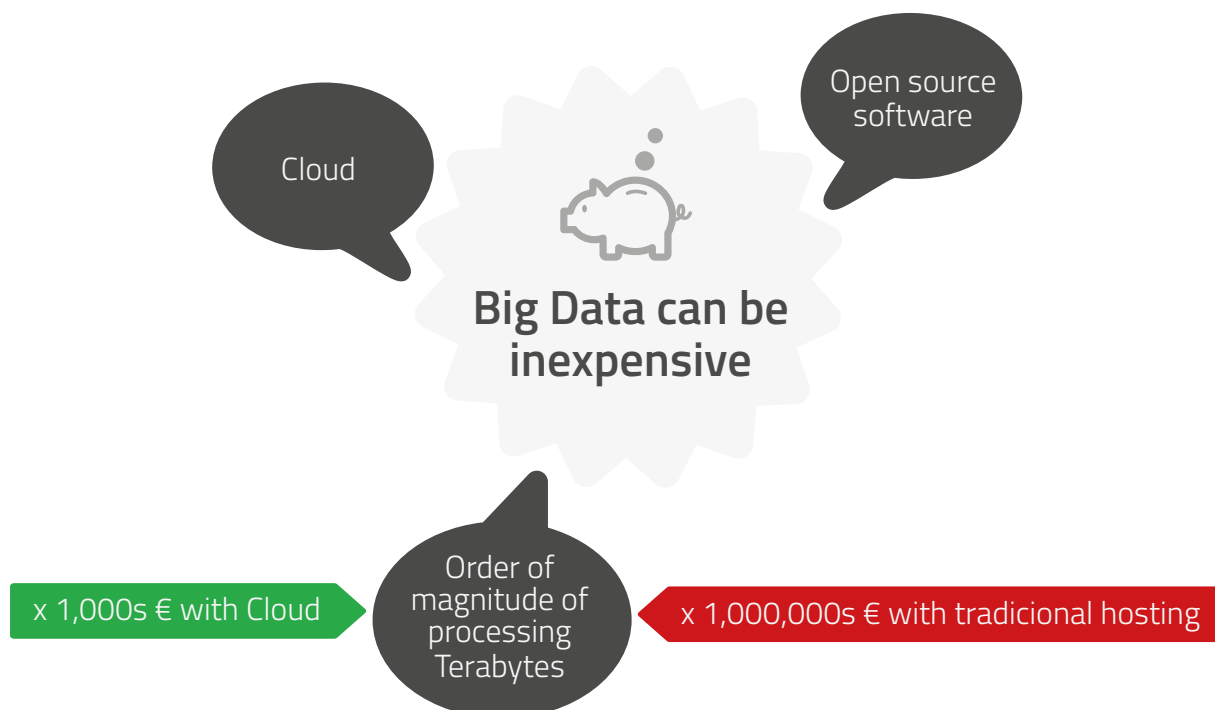 Open source
software
Cloud
Big Data can be
inexpensive
Order of
magnitude of
processing
Terabytes
x 1,000s € with Cloud
x 1,000,000s € with tradicional hosting